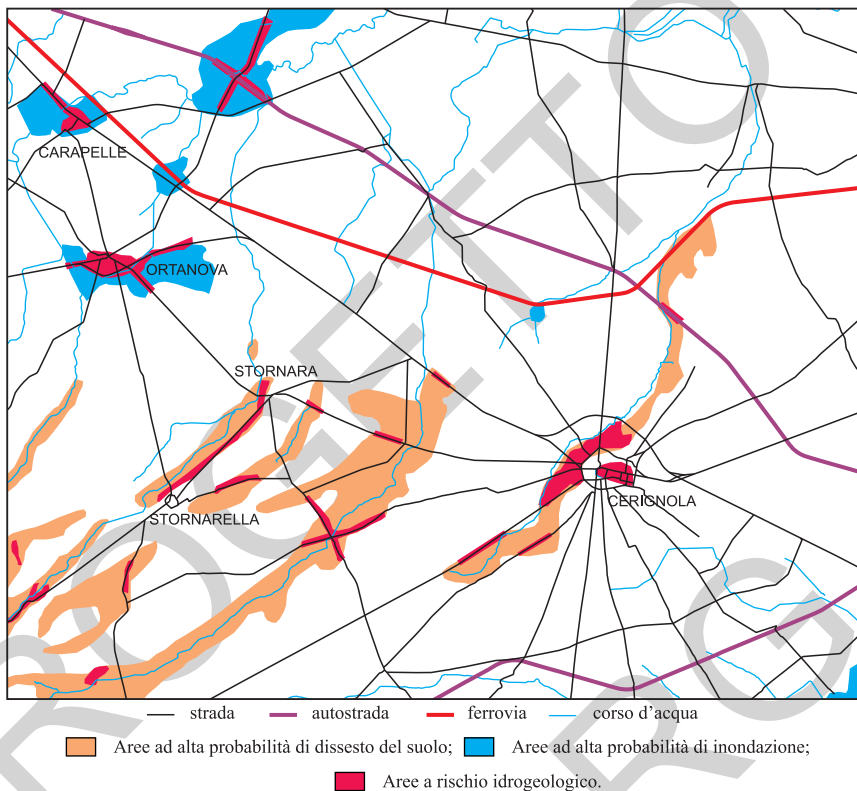 CARAPELLE
ORTANOVA
STORNARA
STORNARELLA
CERIGNOLA
strada autostrada ferrovia corso d'acqua
Aree ad alta probabilità di dissesto del suolo; Aree ad alta probabilità di inondazione;
Aree a rischio idrogeologico.